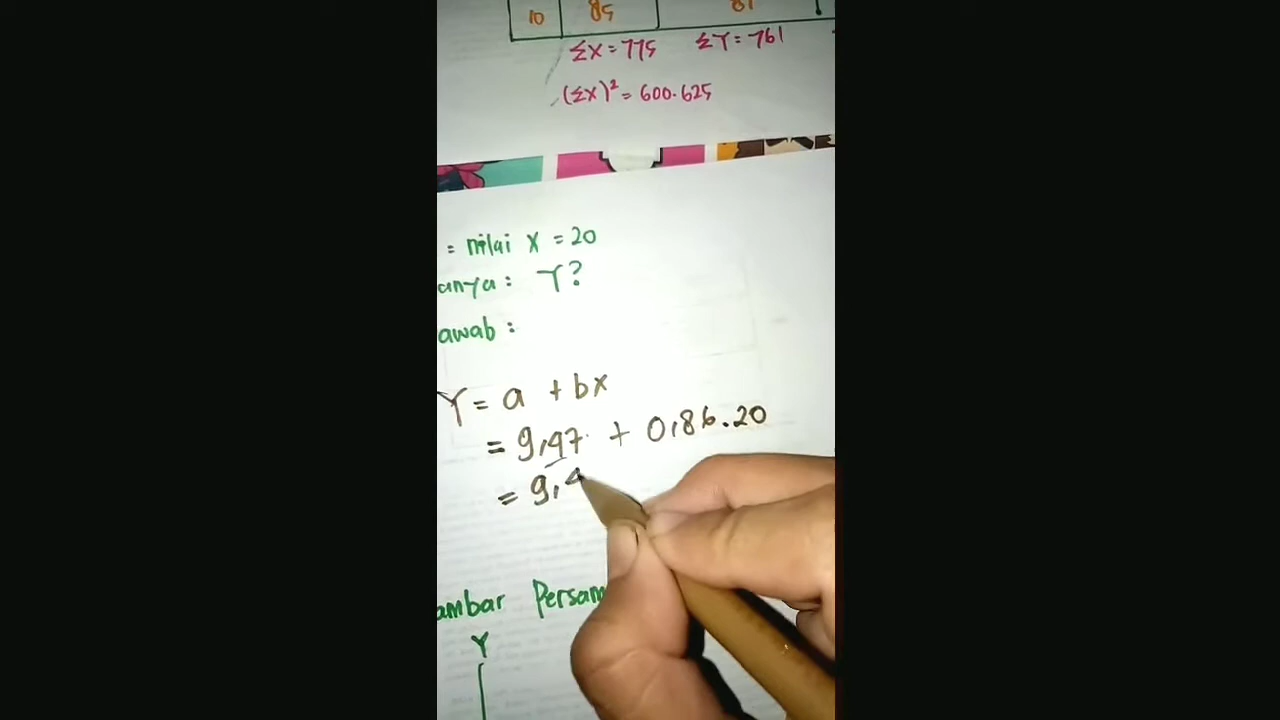 10 85 81
ΣX = 775 ΣY = 761
(ΣX)² = 600.625
= nilai X = 20
anya : Y?
awab :
Y = a + bx
= 9,47 + 0,86.20
= 9,4
ambar Persam
Y